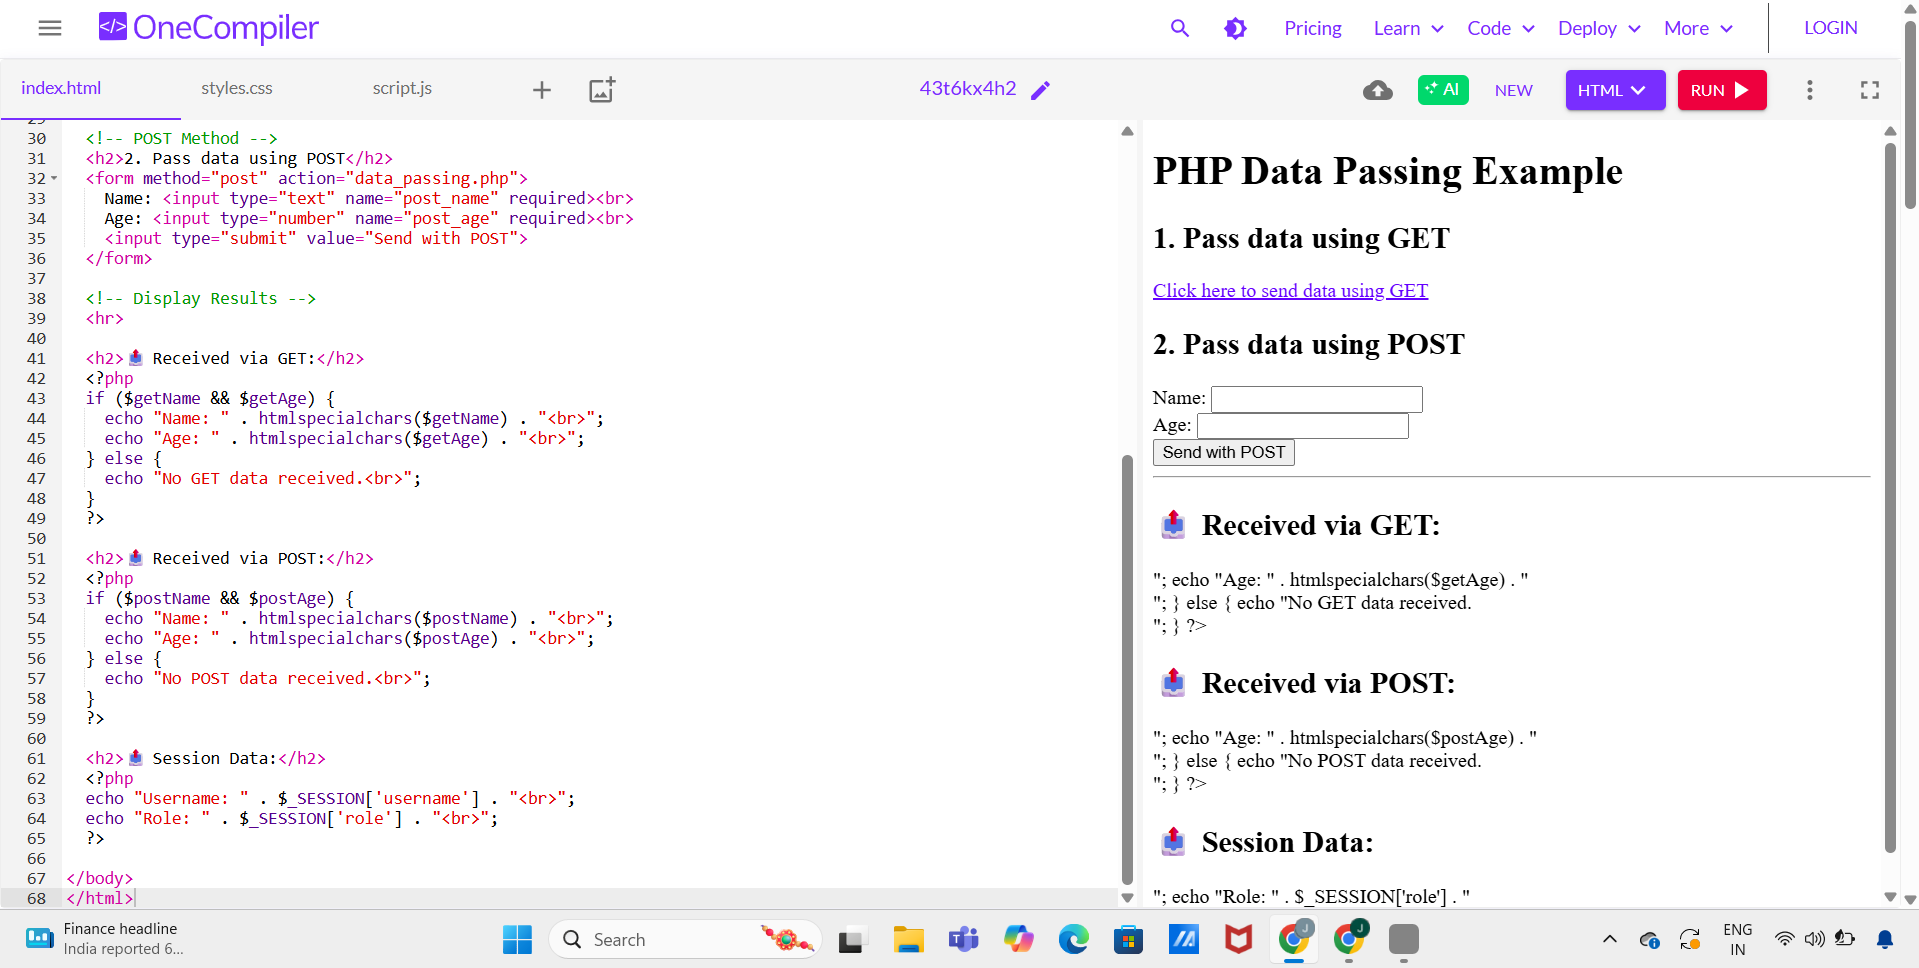 OneCompiler
Pricing
Learn
Code
Deploy
More
LOGIN
index.html
styles.css
script.js
43t6kx4h2
AI
NEW
HTML
RUN
29
30 <!-- POST Method -->
31 <h2>2. Pass data using POST</h2>
32 <form method="post" action="data_passing.php">
33 Name: <input type="text" name="post_name" required><br>
34 Age: <input type="number" name="post_age" required><br>
35 <input type="submit" value="Send with POST">
36 </form>
37
38 <!-- Display Results -->
39 <hr>
40
41 <h2>📤 Received via GET:</h2>
42 <?php
43 if ($getName && $getAge) {
44 echo "Name: " . htmlspecialchars($getName) . "<br>";
45 echo "Age: " . htmlspecialchars($getAge) . "<br>";
46 } else {
47 echo "No GET data received.<br>";
48 }
49 ?>
50
51 <h2>📤 Received via POST:</h2>
52 <?php
53 if ($postName && $postAge) {
54 echo "Name: " . htmlspecialchars($postName) . "<br>";
55 echo "Age: " . htmlspecialchars($postAge) . "<br>";
56 } else {
57 echo "No POST data received.<br>";
58 }
59 ?>
60
61 <h2>📤 Session Data:</h2>
62 <?php
63 echo "Username: " . $_SESSION['username'] . "<br>";
64 echo "Role: " . $_SESSION['role'] . "<br>";
65 ?>
66
67 </body>
68 </html>
PHP Data Passing Example
1. Pass data using GET
Click here to send data using GET
2. Pass data using POST
Name:
Age:
Send with POST
📤 Received via GET:
"; echo "Age: " . htmlspecialchars($getAge) . "
"; } else { echo "No GET data received.
"; } ?>
📤 Received via POST:
"; echo "Age: " . htmlspecialchars($postAge) . "
"; } else { echo "No POST data received.
"; } ?>
📤 Session Data:
"; echo "Role: " . $_SESSION['role'] . "
Finance headline
India reported 6...
Search
ENG
IN